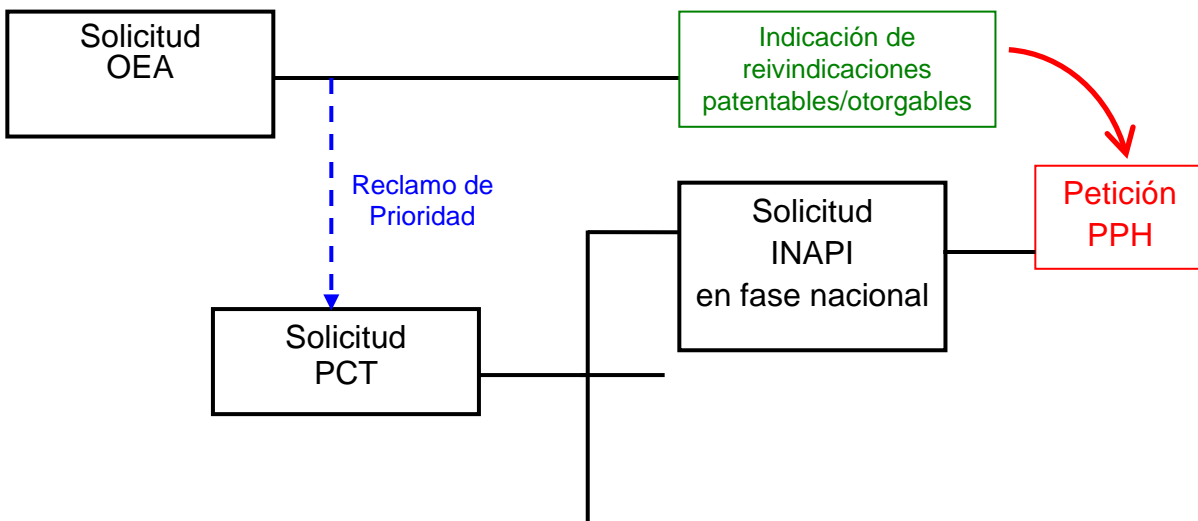 Solicitud
OEA
Indicación de
reivindicaciones
patentables/otorgables
Reclamo de
Prioridad
Solicitud
INAPI
en fase nacional
Petición
PPH
Solicitud
PCT